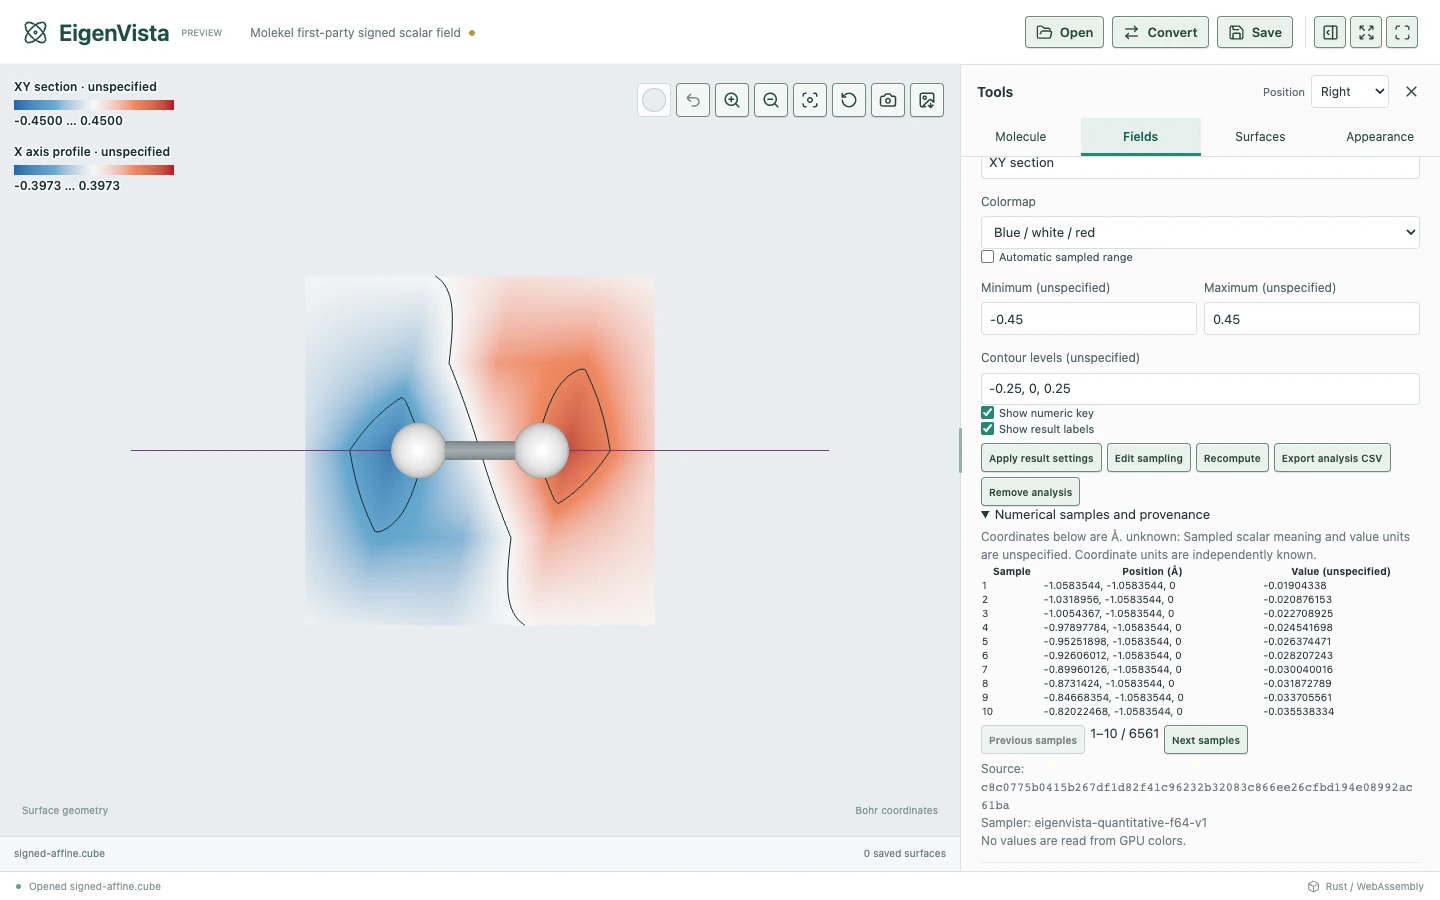 EigenVista PREVIEW Molekel first-party signed scalar field
Open Convert Save
XY section · unspecified
-0.4500 ... 0.4500
X axis profile · unspecified
-0.3973 ... 0.3973
Surface geometry
Bohr coordinates
signed-affine.cube
0 saved surfaces
Tools
Position Right
Molecule Fields Surfaces Appearance
XY section
Colormap
Blue / white / red
Automatic sampled range
Minimum (unspecified) Maximum (unspecified)
-0.45 0.45
Contour levels (unspecified)
-0.25, 0, 0.25
Show numeric key
Show result labels
Apply result settings Edit sampling Recompute Export analysis CSV
Remove analysis
▼ Numerical samples and provenance
Coordinates below are Å. unknown: Sampled scalar meaning and value units
are unspecified. Coordinate units are independently known.
Sample Position (Å) Value (unspecified)
1 -1.0583544, -1.0583544, 0 -0.01904338
2 -1.0318956, -1.0583544, 0 -0.020876153
3 -1.0054367, -1.0583544, 0 -0.022708925
4 -0.97897784, -1.0583544, 0 -0.024541698
5 -0.95251898, -1.0583544, 0 -0.026374471
6 -0.92606012, -1.0583544, 0 -0.028207243
7 -0.89960126, -1.0583544, 0 -0.030040016
8 -0.8731424, -1.0583544, 0 -0.031872789
9 -0.84668354, -1.0583544, 0 -0.033705561
10 -0.82022468, -1.0583544, 0 -0.035538334
Previous samples 1–10 / 6561 Next samples
Source:
c8c0775b0415b267df1d82f41c96232b32083c866ee26cfbd194e08992ac
61ba
Sampler: eigenvista-quantitative-f64-v1
No values are read from GPU colors.
Opened signed-affine.cube
Rust / WebAssembly